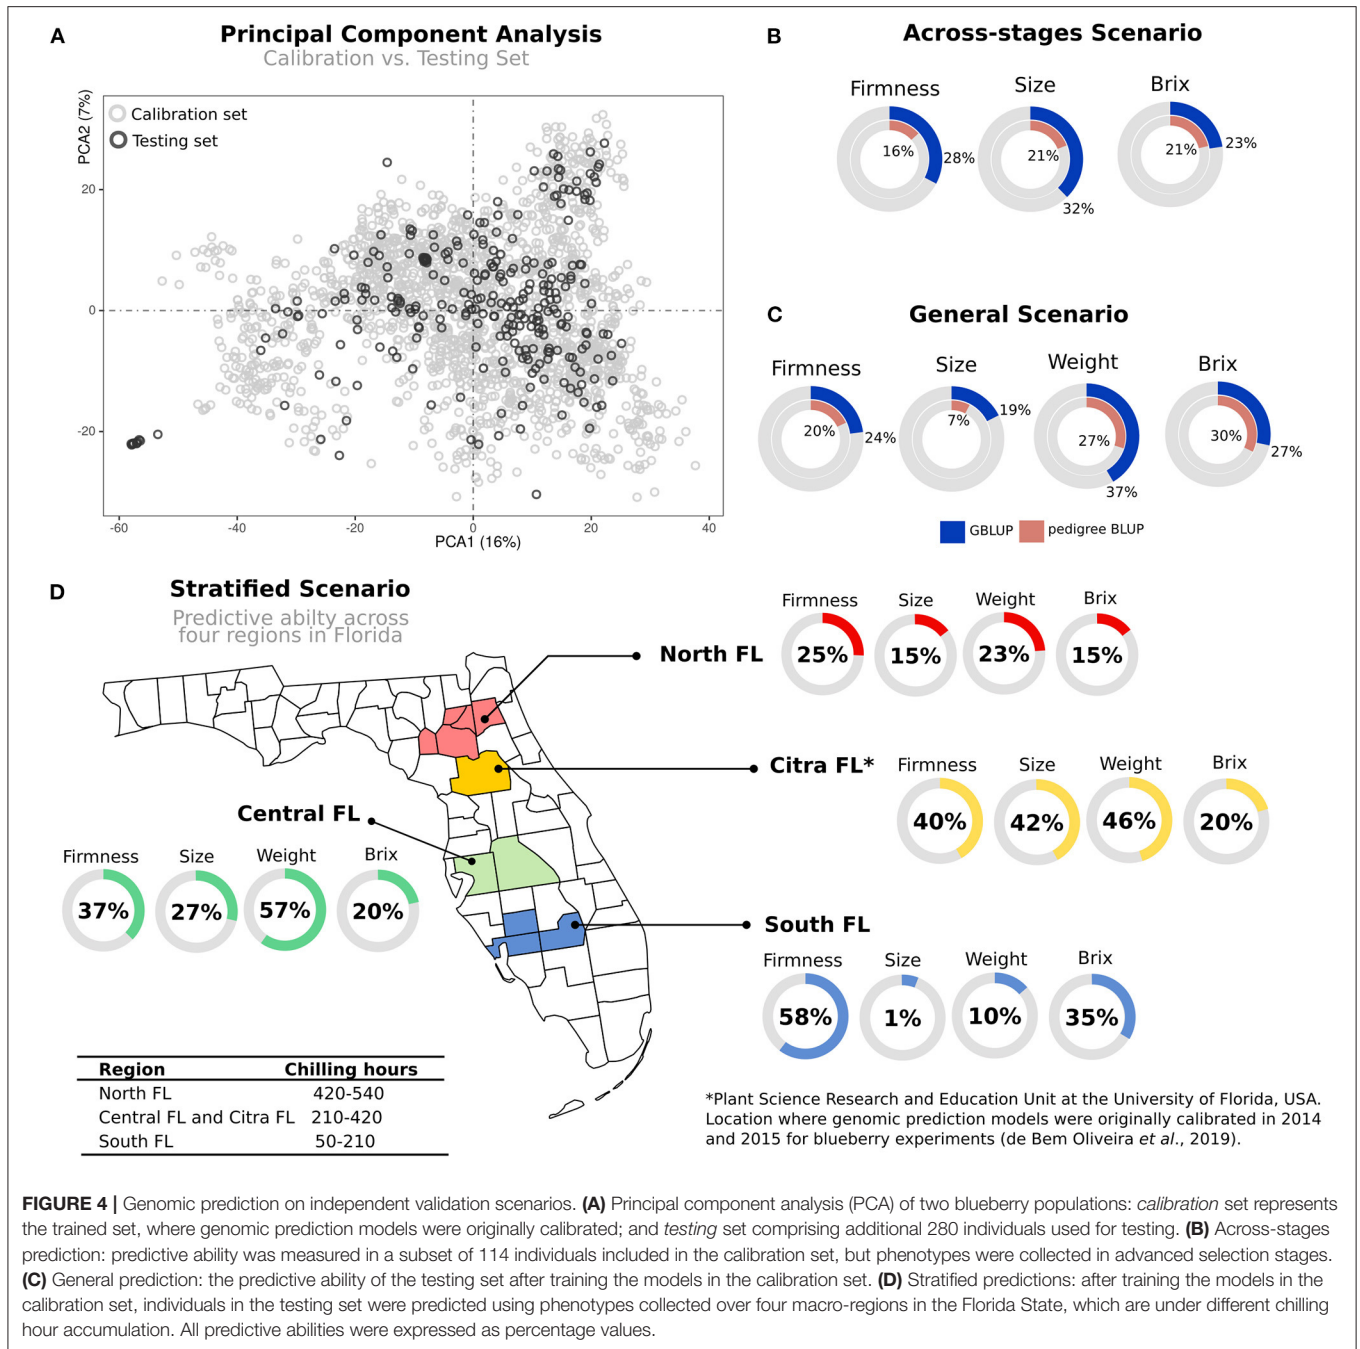 A
Principal Component Analysis
Calibration vs. Testing Set
PCA2 (7%)
Calibration set
Testing set
20
0
-20
-60
-40
-20
0
20
40
PCA1 (16%)
B
Across-stages Scenario
Firmness
Size
Brix
16%
28%
21%
32%
21%
23%
C
General Scenario
Firmness
Size
Weight
Brix
20%
24%
7%
19%
27%
37%
30%
27%
GBLUP
pedigree BLUP
D
Stratified Scenario
Predictive abilty across
four regions in Florida
North FL
Firmness
Size
Weight
Brix
25%
15%
23%
15%
Citra FL*
Firmness
Size
Weight
Brix
40%
42%
46%
20%
Central FL
Firmness
Size
Weight
Brix
37%
27%
57%
20%
South FL
Firmness
Size
Weight
Brix
58%
1%
10%
35%
Region Chilling hours
North FL 420-540
Central FL and Citra FL 210-420
South FL 50-210
*Plant Science Research and Education Unit at the University of Florida, USA.
Location where genomic prediction models were originally calibrated in 2014
and 2015 for blueberry experiments (de Bem Oliveira et al., 2019).
FIGURE 4 | Genomic prediction on independent validation scenarios. (A) Principal component analysis (PCA) of two blueberry populations: calibration set represents
the trained set, where genomic prediction models were originally calibrated; and testing set comprising additional 280 individuals used for testing. (B) Across-stages
prediction: predictive ability was measured in a subset of 114 individuals included in the calibration set, but phenotypes were collected in advanced selection stages.
(C) General prediction: the predictive ability of the testing set after training the models in the calibration set. (D) Stratified predictions: after training the models in the
calibration set, individuals in the testing set were predicted using phenotypes collected over four macro-regions in the Florida State, which are under different chilling
hour accumulation. All predictive abilities were expressed as percentage values.